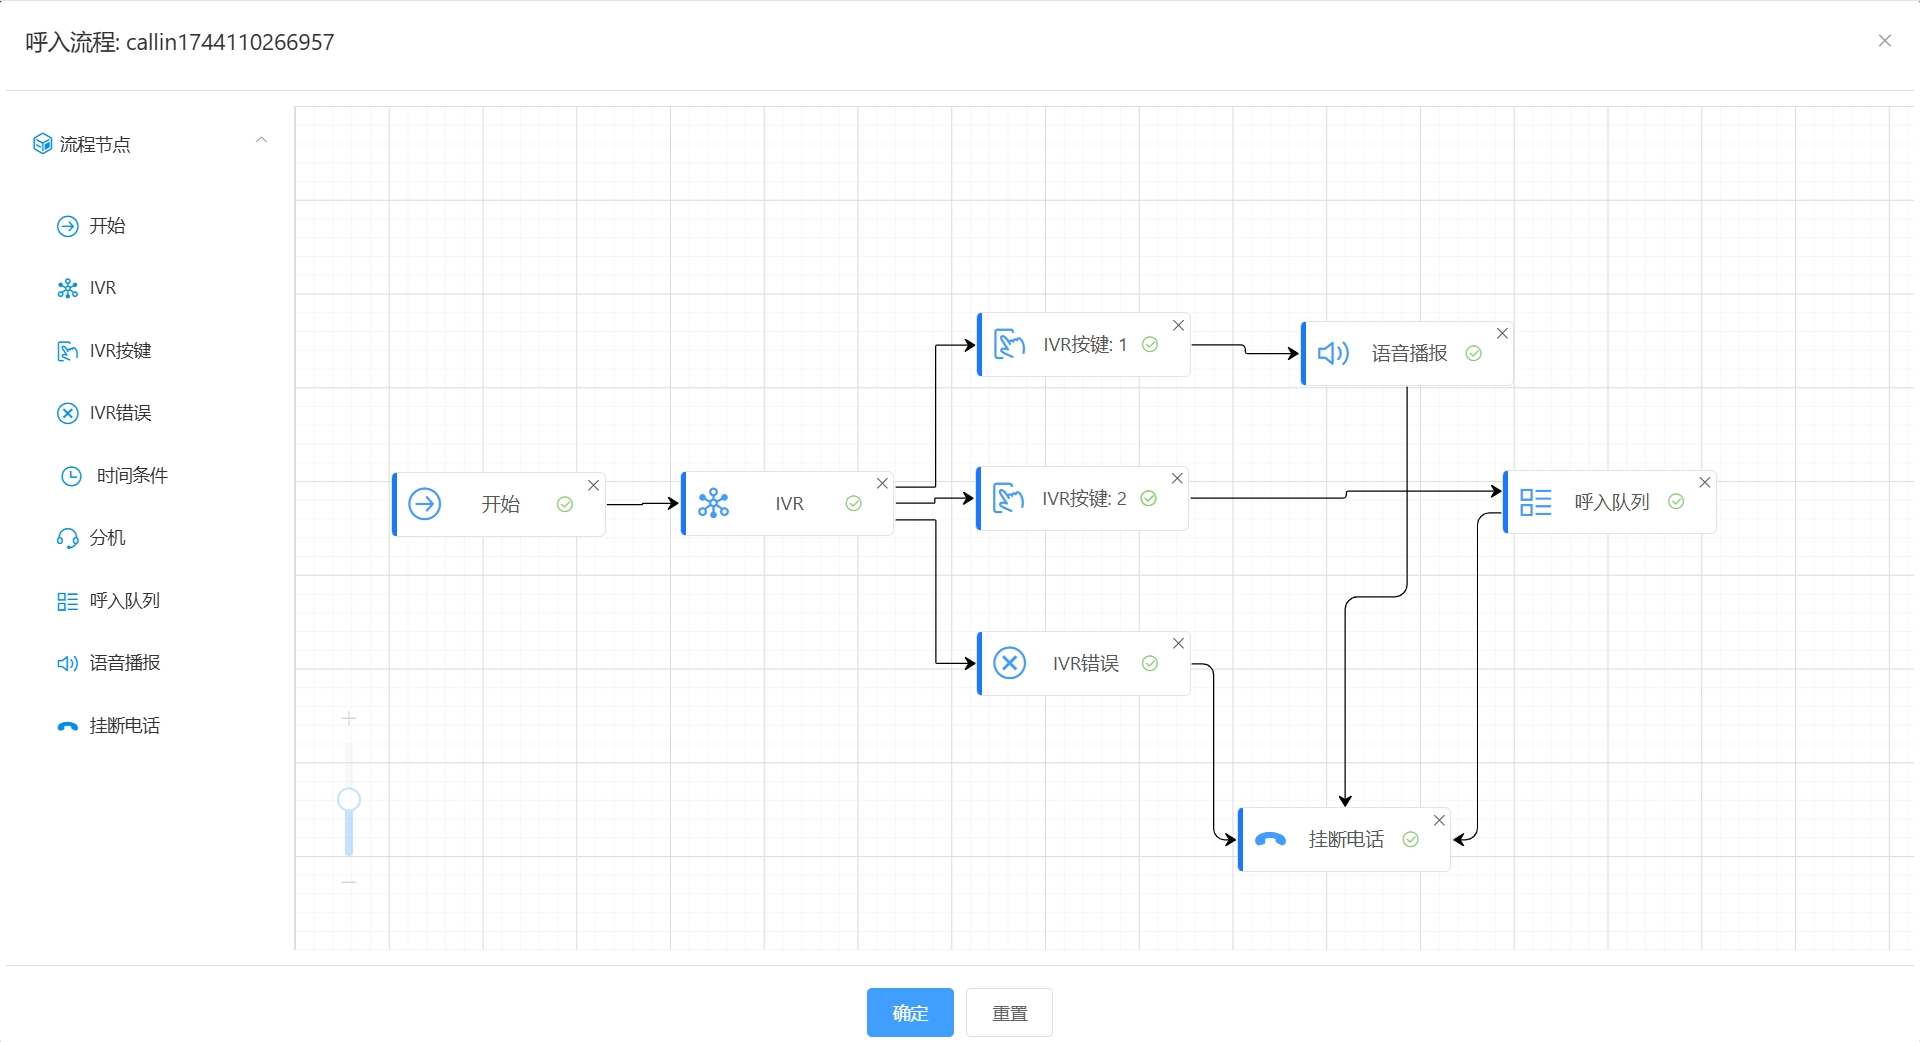 呼入流程: callin1744110266957
流程节点
开始
IVR
IVR按键
IVR错误
时间条件
分机
呼入队列
语音播报
挂断电话
IVR按键: 1
语音播报
开始
IVR
IVR按键: 2
呼入队列
IVR错误
挂断电话
确定
重置